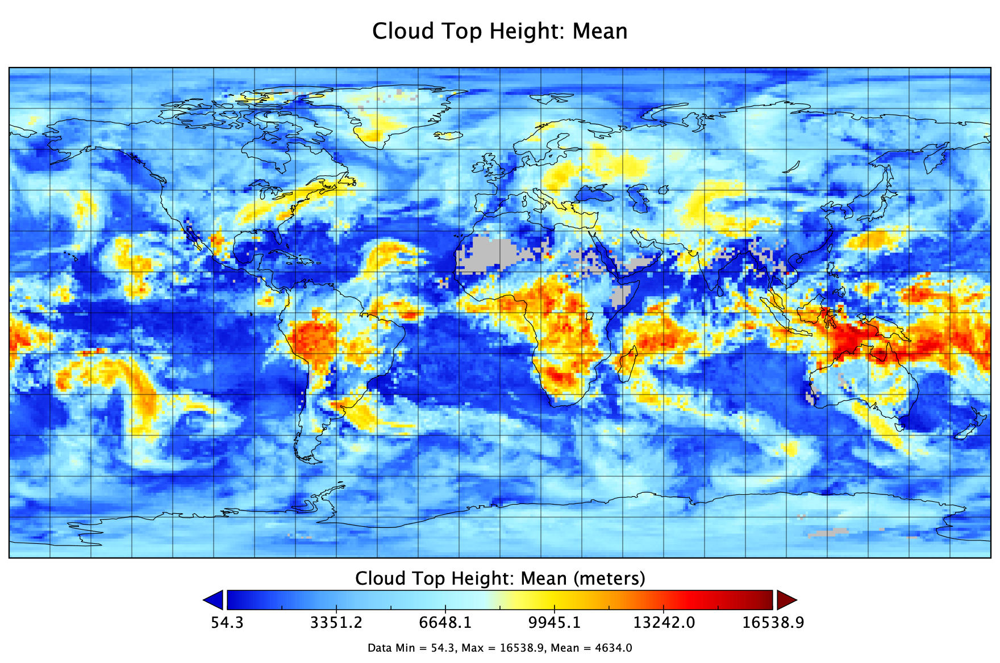 Cloud Top Height: Mean
Cloud Top Height: Mean (meters)
54.3 3351.2 6648.1 9945.1 13242.0 16538.9
Data Min = 54.3, Max = 16538.9, Mean = 4634.0